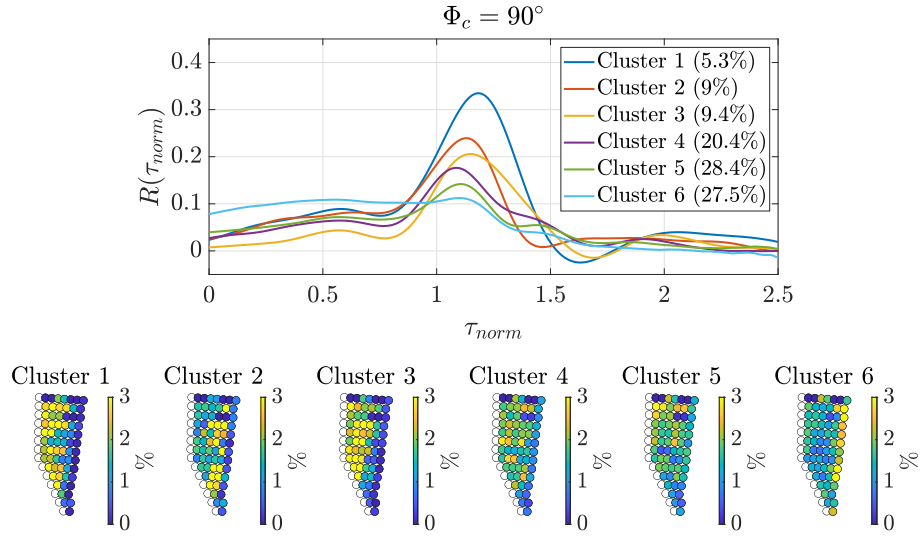 Φ_c = 90°
0.4
0.3
0.2
0.1
0
R(τ_norm)
Cluster 1 (5.3%)
Cluster 2 (9%)
Cluster 3 (9.4%)
Cluster 4 (20.4%)
Cluster 5 (28.4%)
Cluster 6 (27.5%)
0 0.5 1 1.5 2 2.5
τ_norm
Cluster 1 Cluster 2 Cluster 3 Cluster 4 Cluster 5 Cluster 6
3 3 3 3 3 3
2 2 2 2 2 2
% % % % % %
1 1 1 1 1 1
0 0 0 0 0 0